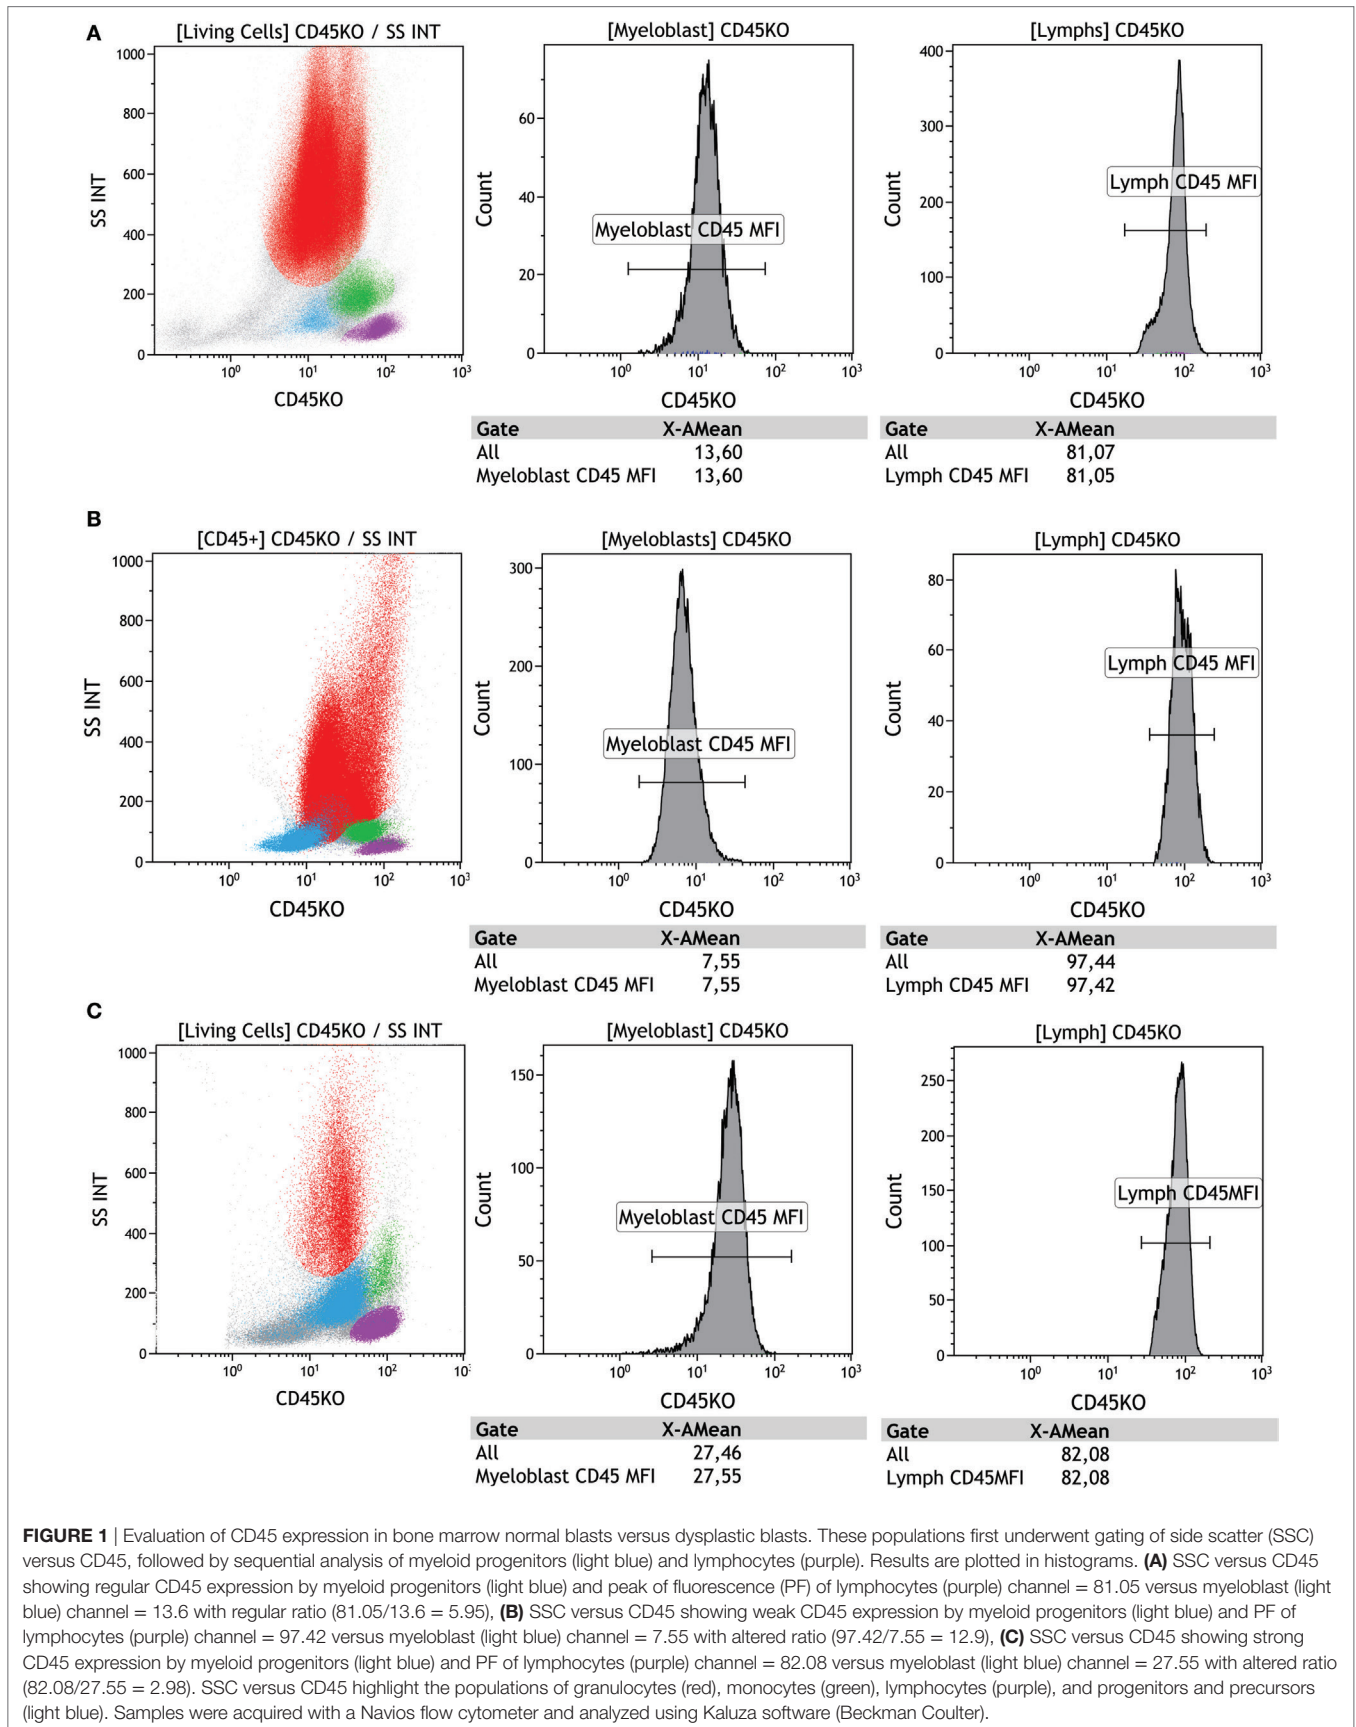 A
[Living Cells] CD45KO / SS INT
[Myeloblast] CD45KO
[Lymphs] CD45KO
1000
800
600
400
200
0
SS INT
10⁰ 10¹ 10² 10³
CD45KO
60
40
20
0
Count
Myeloblast CD45 MFI
10⁰ 10¹ 10² 10³
CD45KO
400
300
200
100
0
Count
Lymph CD45 MFI
10⁰ 10¹ 10² 10³
CD45KO
Gate X-AMean
All 13,60
Myeloblast CD45 MFI 13,60
Gate X-AMean
All 81,07
Lymph CD45 MFI 81,05
B
[CD45+] CD45KO / SS INT
[Myeloblasts] CD45KO
[Lymph] CD45KO
1000
800
600
400
200
0
SS INT
10⁰ 10¹ 10² 10³
CD45KO
300
200
100
0
Count
Myeloblast CD45 MFI
10⁰ 10¹ 10² 10³
CD45KO
80
60
40
20
0
Count
Lymph CD45 MFI
10⁰ 10¹ 10² 10³
CD45KO
Gate X-AMean
All 7,55
Myeloblast CD45 MFI 7,55
Gate X-AMean
All 97,44
Lymph CD45 MFI 97,42
C
[Living Cells] CD45KO / SS INT
[Myeloblast] CD45KO
[Lymph] CD45KO
1000
800
600
400
200
0
SS INT
10⁰ 10¹ 10² 10³
CD45KO
150
100
50
0
Count
Myeloblast CD45 MFI
10⁰ 10¹ 10² 10³
CD45KO
250
200
150
100
50
0
Count
Lymph CD45MFI
10⁰ 10¹ 10² 10³
CD45KO
Gate X-AMean
All 27,46
Myeloblast CD45 MFI 27,55
Gate X-AMean
All 82,08
Lymph CD45MFI 82,08
FIGURE 1 | Evaluation of CD45 expression in bone marrow normal blasts versus dysplastic blasts. These populations first underwent gating of side scatter (SSC)
versus CD45, followed by sequential analysis of myeloid progenitors (light blue) and lymphocytes (purple). Results are plotted in histograms. (A) SSC versus CD45
showing regular CD45 expression by myeloid progenitors (light blue) and peak of fluorescence (PF) of lymphocytes (purple) channel = 81.05 versus myeloblast (light
blue) channel = 13.6 with regular ratio (81.05/13.6 = 5.95), (B) SSC versus CD45 showing weak CD45 expression by myeloid progenitors (light blue) and PF of
lymphocytes (purple) channel = 97.42 versus myeloblast (light blue) channel = 7.55 with altered ratio (97.42/7.55 = 12.9), (C) SSC versus CD45 showing strong
CD45 expression by myeloid progenitors (light blue) and PF of lymphocytes (purple) channel = 82.08 versus myeloblast (light blue) channel = 27.55 with altered ratio
(82.08/27.55 = 2.98). SSC versus CD45 highlight the populations of granulocytes (red), monocytes (green), lymphocytes (purple), and progenitors and precursors
(light blue). Samples were acquired with a Navios flow cytometer and analyzed using Kaluza software (Beckman Coulter).